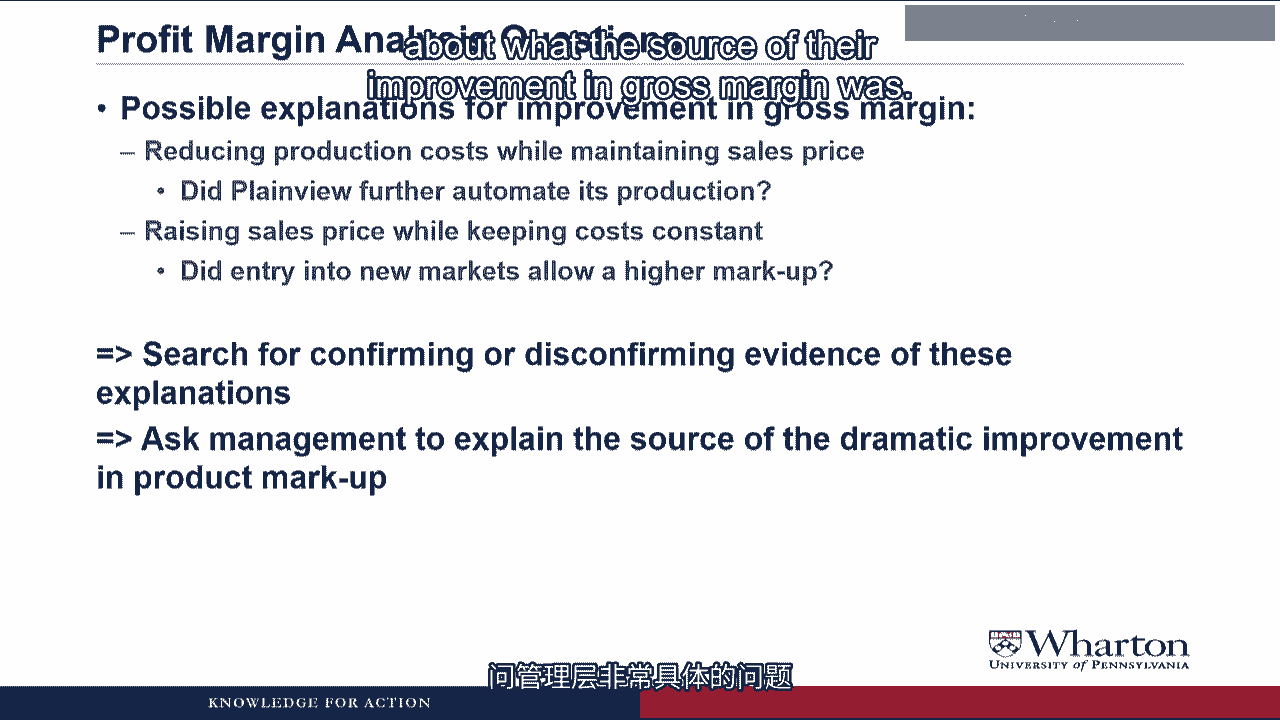 Profit Margin Analysis Questions
about what the source of their
improvement in gross margin was.
• Possible explanations for improvement in gross margin:
– Reducing production costs while maintaining sales price
• Did Plainview further automate its production?
– Raising sales price while keeping costs constant
• Did entry into new markets allow a higher mark-up?
=> Search for confirming or disconfirming evidence of these
explanations
=> Ask management to explain the source of the dramatic improvement
in product mark-up
Wharton
UNIVERSITY of PENNSYLVANIA
问管理层非常具体的问题
KNOWLEDGE FOR ACTION